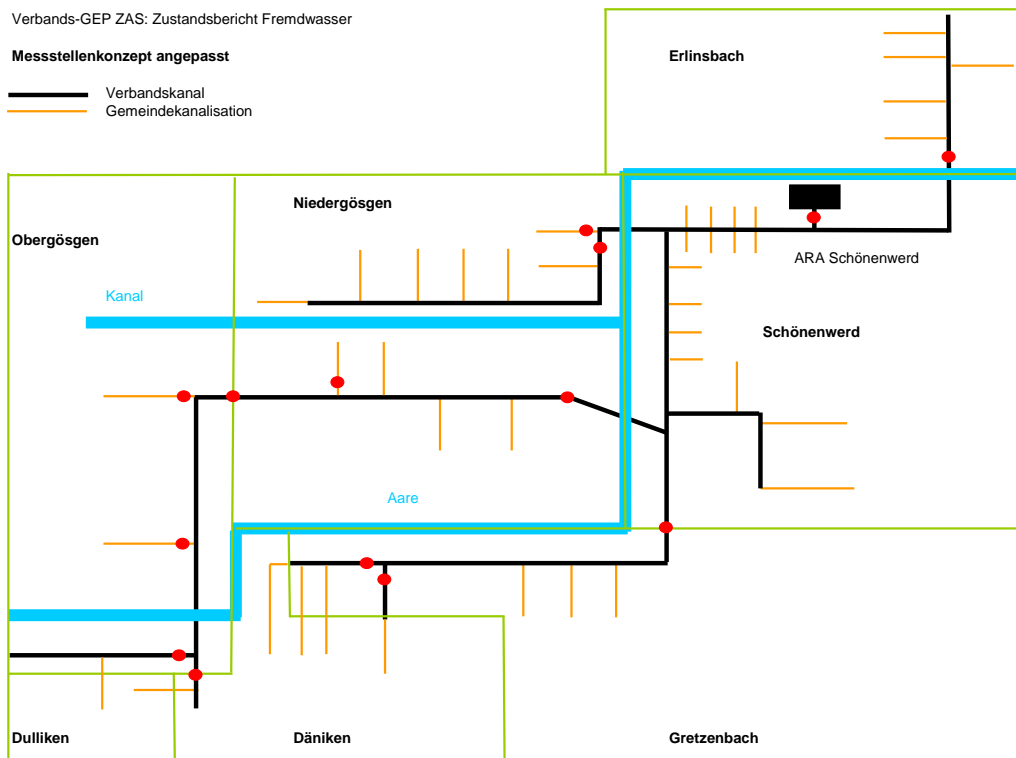 Verbands-GEP ZAS: Zustandsbericht Fremdwasser
Messstellenkonzept angepasst
Erlinsbach
Verbandskanal
Gemeindekanalisation
Niedergösgen
Obergösgen
ARA Schönenwerd
Kanal
Schönenwerd
Aare
Dulliken
Däniken
Gretzenbach